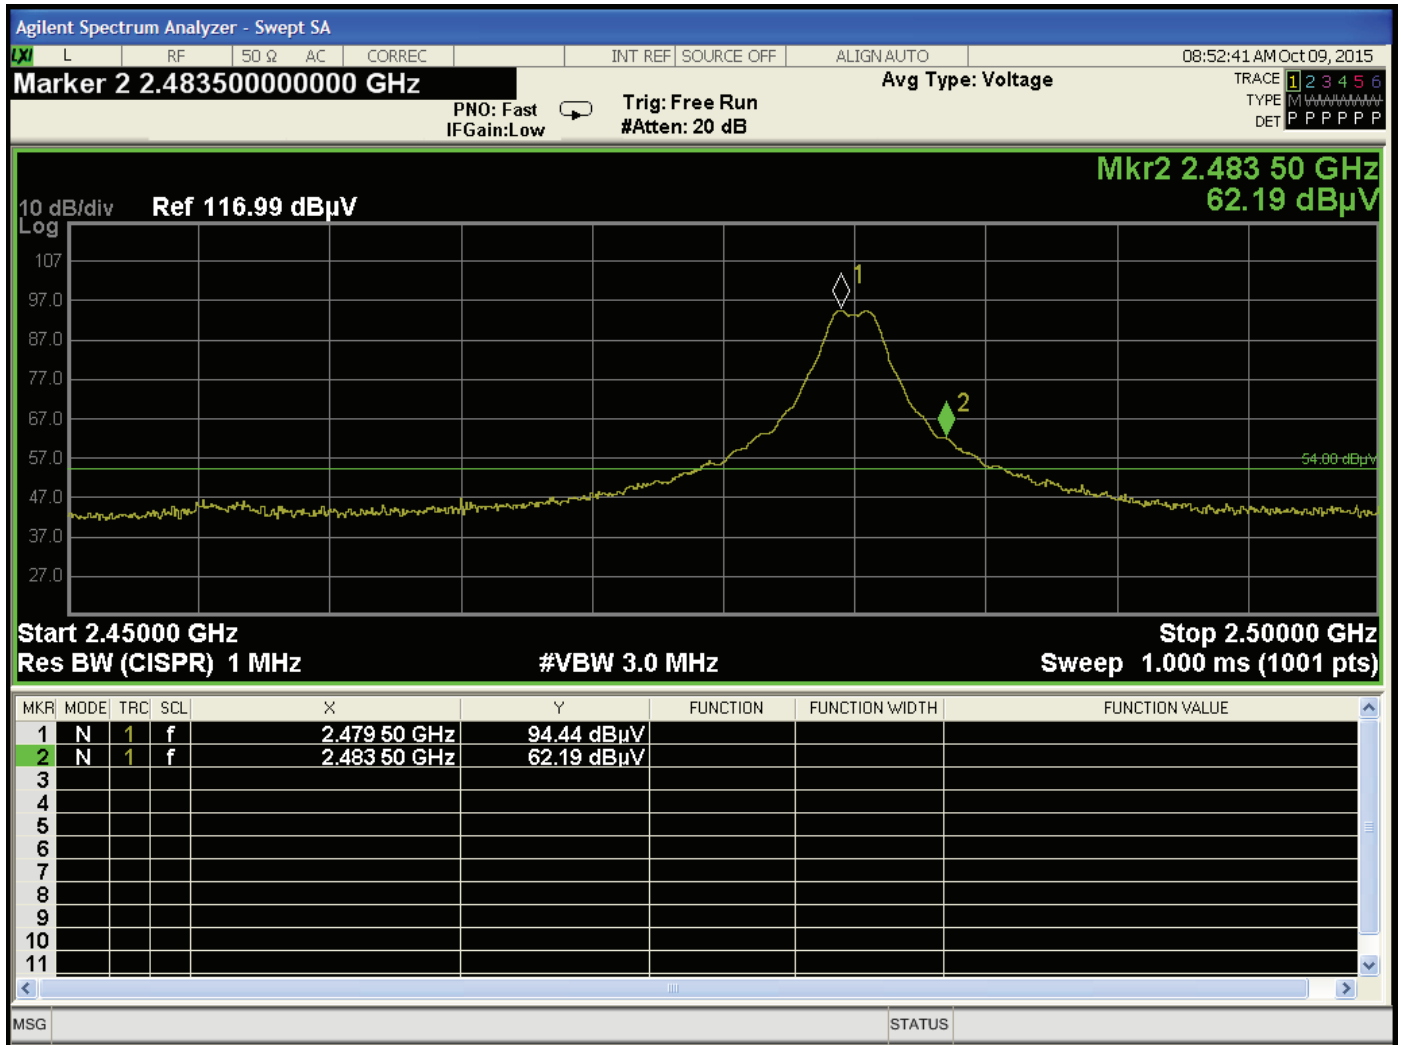 Agilent Spectrum Analyzer - Swept SA
LXI L RF 50 Ω AC CORREC INT REF SOURCE OFF ALIGN AUTO 08:52:41 AM Oct 09, 2015
Marker 2 2.483500000000 GHz
Avg Type: Voltage
TRACE 1 2 3 4 5 6
TYPE M
DET P P P P P P
PNO: Fast
IFGain:Low
Trig: Free Run
#Atten: 20 dB
Mkr2 2.483 50 GHz
62.19 dBµV
10 dB/div
Log
Ref 116.99 dBµV
107
97.0
87.0
77.0
67.0
57.0
47.0
37.0
27.0
1
2
54.00 dBµV
Start 2.45000 GHz
Stop 2.50000 GHz
Res BW (CISPR) 1 MHz
#VBW 3.0 MHz
Sweep 1.000 ms (1001 pts)
MKR MODE TRC SCL X Y FUNCTION FUNCTION WIDTH FUNCTION VALUE
1 N 1 f 2.479 50 GHz 94.44 dBµV
2 N 1 f 2.483 50 GHz 62.19 dBµV
3
4
5
6
7
8
9
10
11
MSG
STATUS